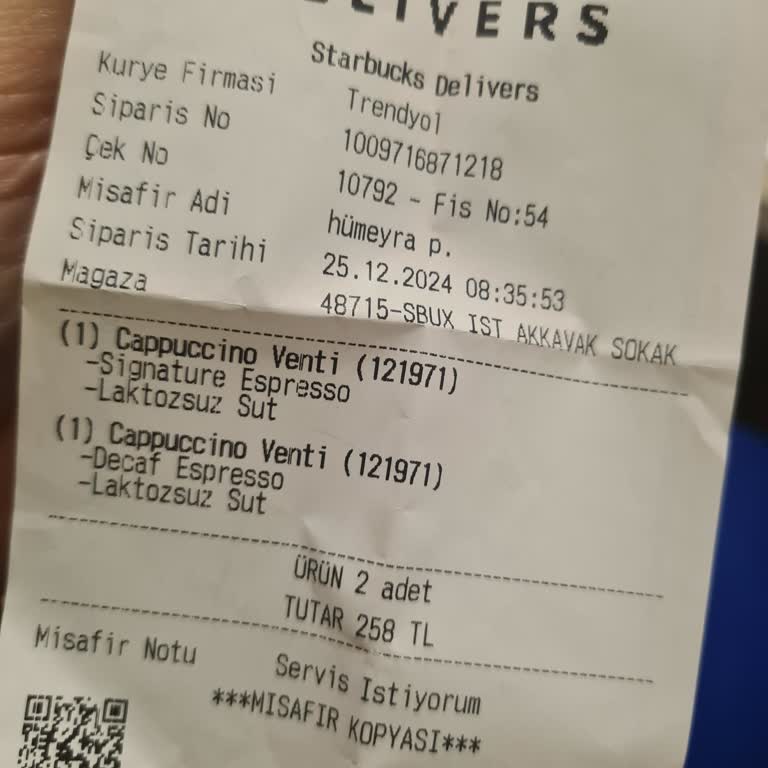 DELIVERS
Starbucks Delivers
Kurye Firmasi Trendyol
Siparis No 1009716871218
Çek No 10792 - Fis No:54
Misafir Adi hümeyra p.
Siparis Tarihi 25.12.2024 08:35:53
Magaza 48715-SBUX IST AKKAVAK SOKAK
(1) Cappuccino Venti (121971)
-Signature Espresso
-Laktozsuz Sut
(1) Cappuccino Venti (121971)
-Decaf Espresso
-Laktozsuz Sut
ÜRÜN 2 adet
TUTAR 258 TL
Misafir Notu Servis Istiyorum
***MISAFIR KOPYASI***